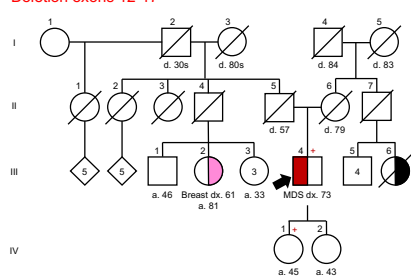 Deletion exons
1 2 3 4 5
I
d. 30s d. 80s d. 84 d. 83
1 2 3 4 5 6 7
II
d. 57 d. 79
1 2 3 4 + 5 6
III 5 5 3 4
a. 46 Breast dx. 61 a. 33 MDS dx. 73
a. 81
1 + 2
IV
a. 45 a. 43